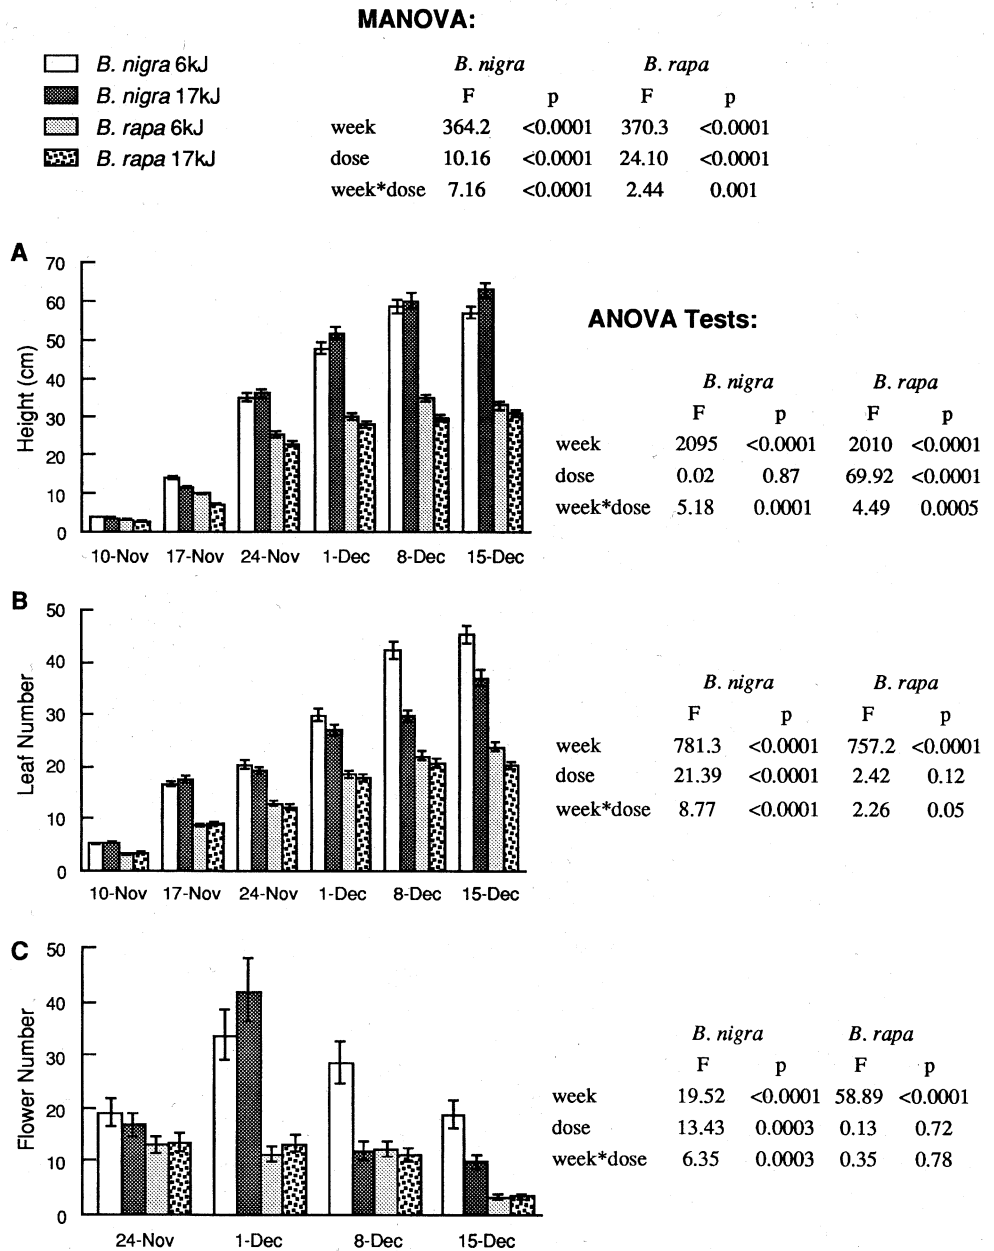 MANOVA:
B. nigra 6kJ
B. nigra 17kJ
B. rapa 6kJ
B. rapa 17kJ
B. nigra B. rapa
F p F p
week 364.2 <0.0001 370.3 <0.0001
dose 10.16 <0.0001 24.10 <0.0001
week*dose 7.16 <0.0001 2.44 0.001
A
Height (cm)
70
60
50
40
30
20
10
0
10-Nov 17-Nov 24-Nov 1-Dec 8-Dec 15-Dec
ANOVA Tests:
B. nigra B. rapa
F p F p
week 2095 <0.0001 2010 <0.0001
dose 0.02 0.87 69.92 <0.0001
week*dose 5.18 0.0001 4.49 0.0005
B
Leaf Number
50
40
30
20
10
0
10-Nov 17-Nov 24-Nov 1-Dec 8-Dec 15-Dec
B. nigra B. rapa
F p F p
week 781.3 <0.0001 757.2 <0.0001
dose 21.39 <0.0001 2.42 0.12
week*dose 8.77 <0.0001 2.26 0.05
C
Flower Number
50
40
30
20
10
0
24-Nov 1-Dec 8-Dec 15-Dec
B. nigra B. rapa
F p F p
week 19.52 <0.0001 58.89 <0.0001
dose 13.43 0.0003 0.13 0.72
week*dose 6.35 0.0003 0.35 0.78